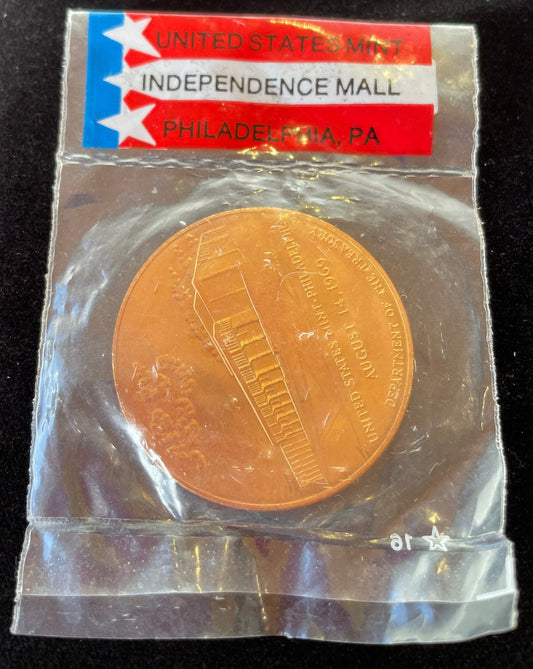 UNITED STATES MINT
INDEPENDENCE MALL
PHILADELPHIA, PA
DEPARTMENT OF THE TREASURY
UNITED STATES MINT-PHILADELPHIA
AUGUST 14, 1969
☆ 16